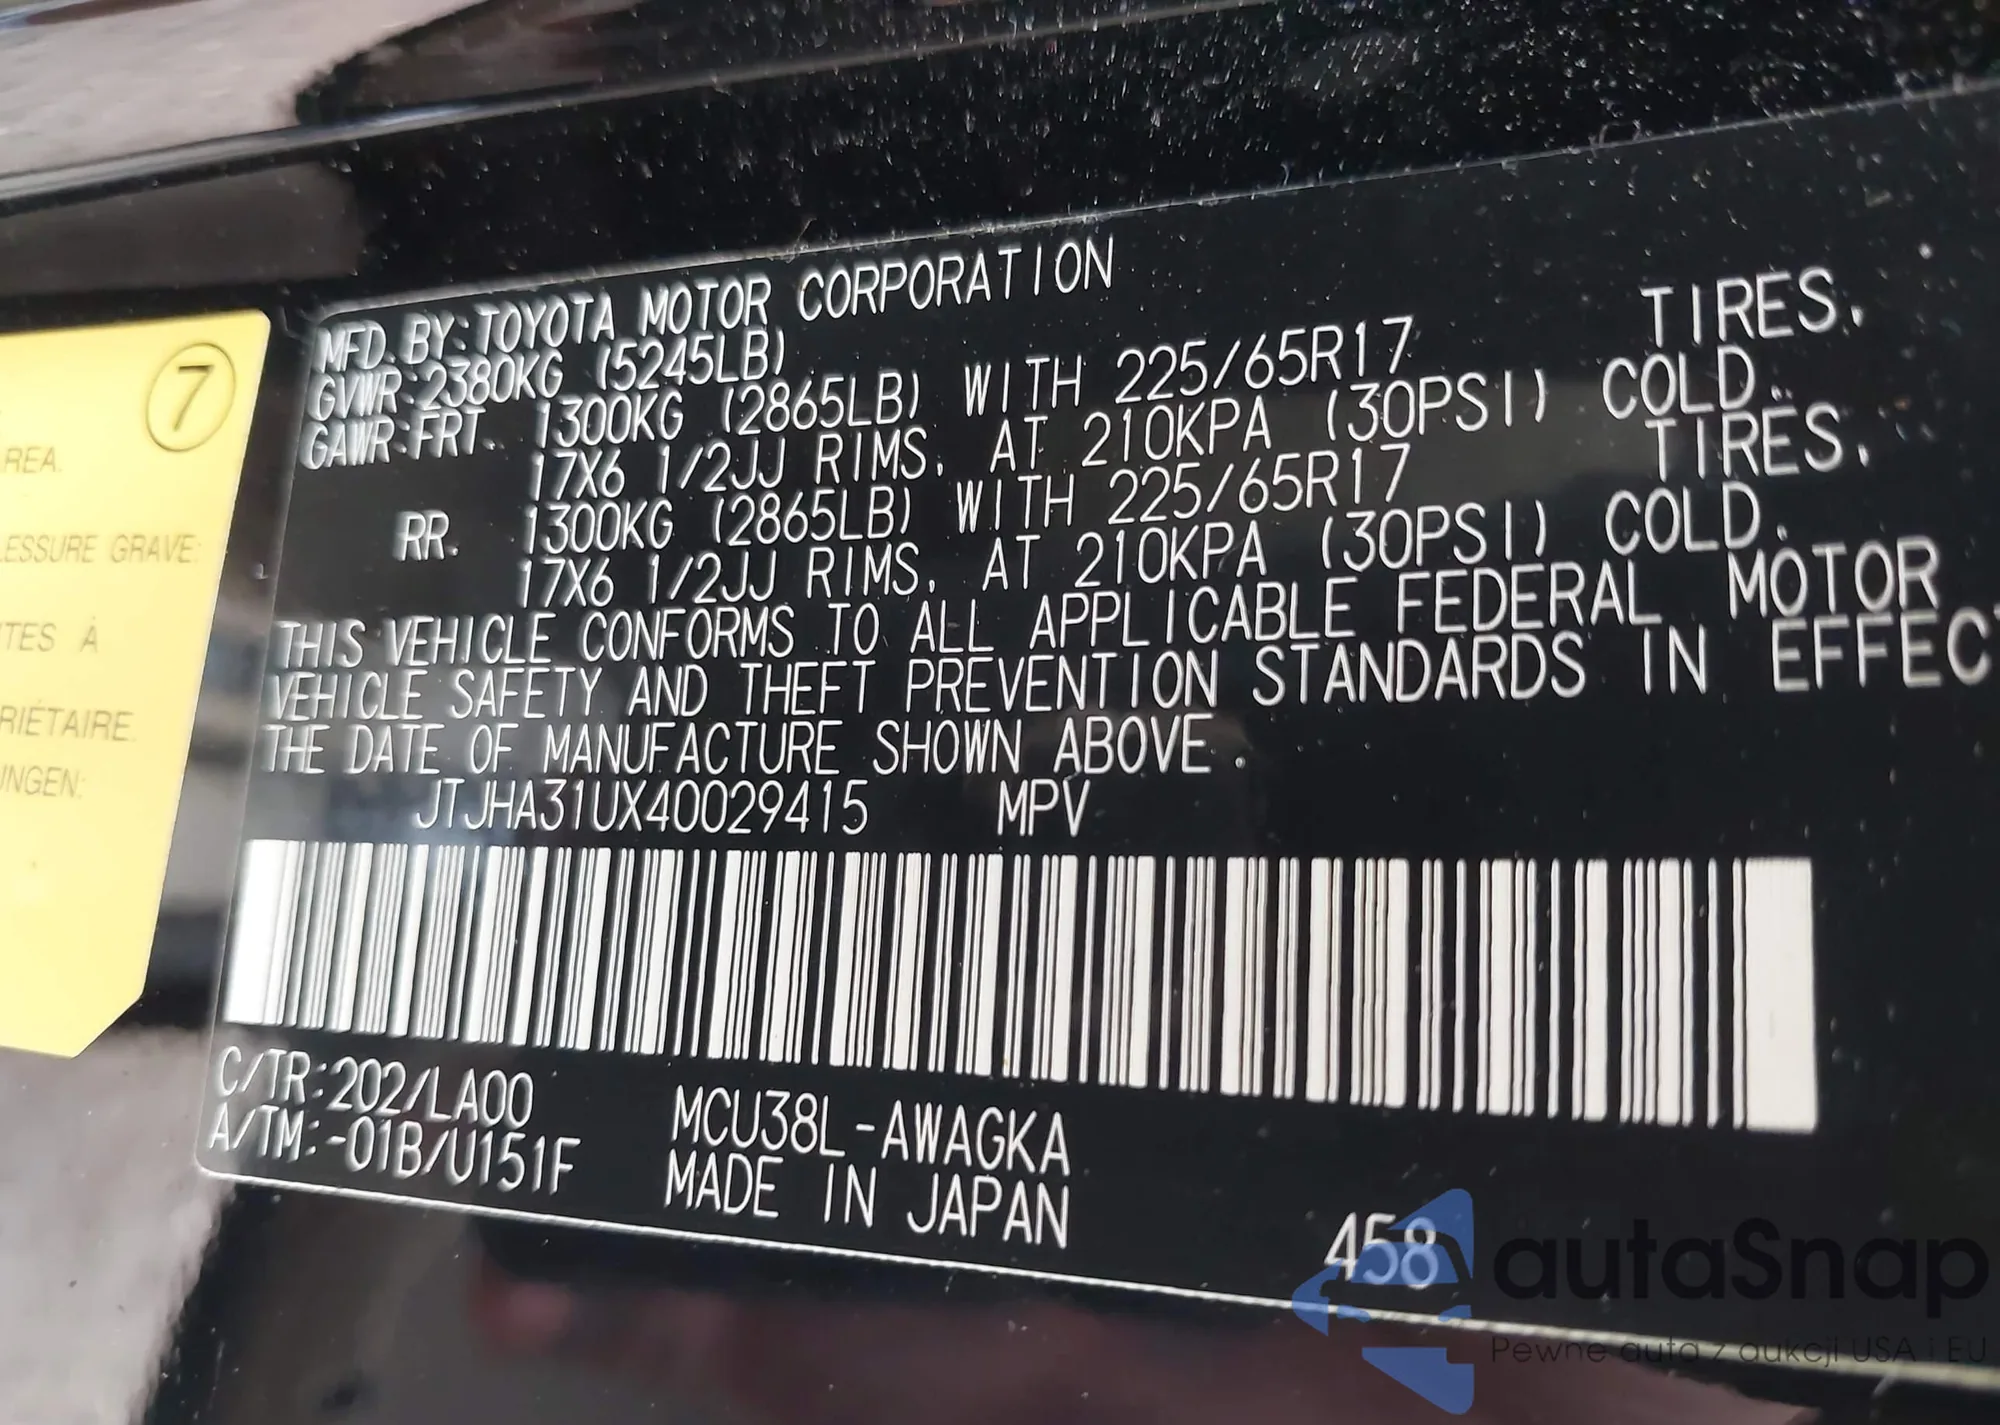 7
REA.
ESSURE GRAVE:
TES À
RIÉTAIRE.
UNGEN:
MFD. BY: TOYOTA MOTOR CORPORATION
GVWR: 2380KG (5245LB)
GAWR: FRT. 1300KG (2865LB) WITH 225/65R17 TIRES.
17X6 1/2JJ RIMS. AT 210KPA (30PSI) COLD.
RR. 1300KG (2865LB) WITH 225/65R17 TIRES.
17X6 1/2JJ RIMS. AT 210KPA (30PSI) COLD.
THIS VEHICLE CONFORMS TO ALL APPLICABLE FEDERAL MOTOR
VEHICLE SAFETY AND THEFT PREVENTION STANDARDS IN EFFECT
THE DATE OF MANUFACTURE SHOWN ABOVE.
JTJHA31UX40029415 MPV
C/TR:202/LA00 MCU38L-AWAGKA
A/TM:-01B/U151F MADE IN JAPAN
458
autaSnap
Pewne auta z aukcji USA i EU